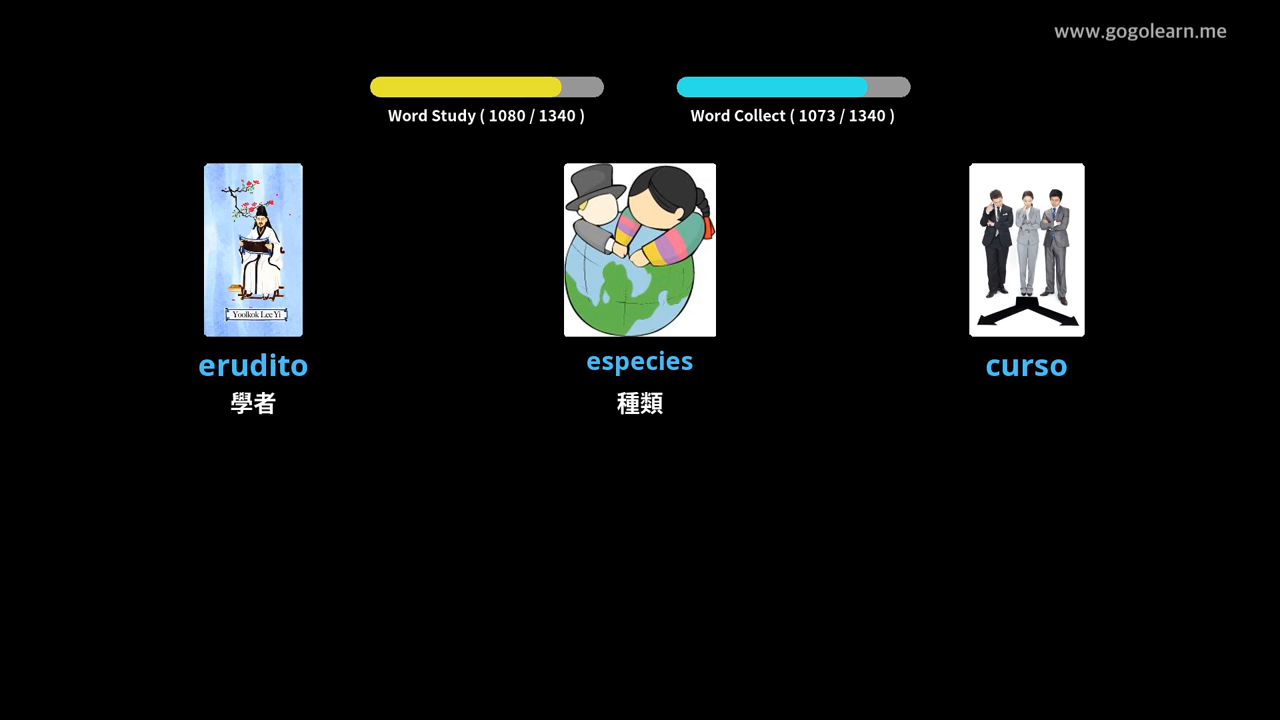 www.gogolearn.me
Word Study ( 1080 / 1340 )
Word Collect ( 1073 / 1340 )
Yoolkok Lee Yi
erudito
especies
curso
學者
種類